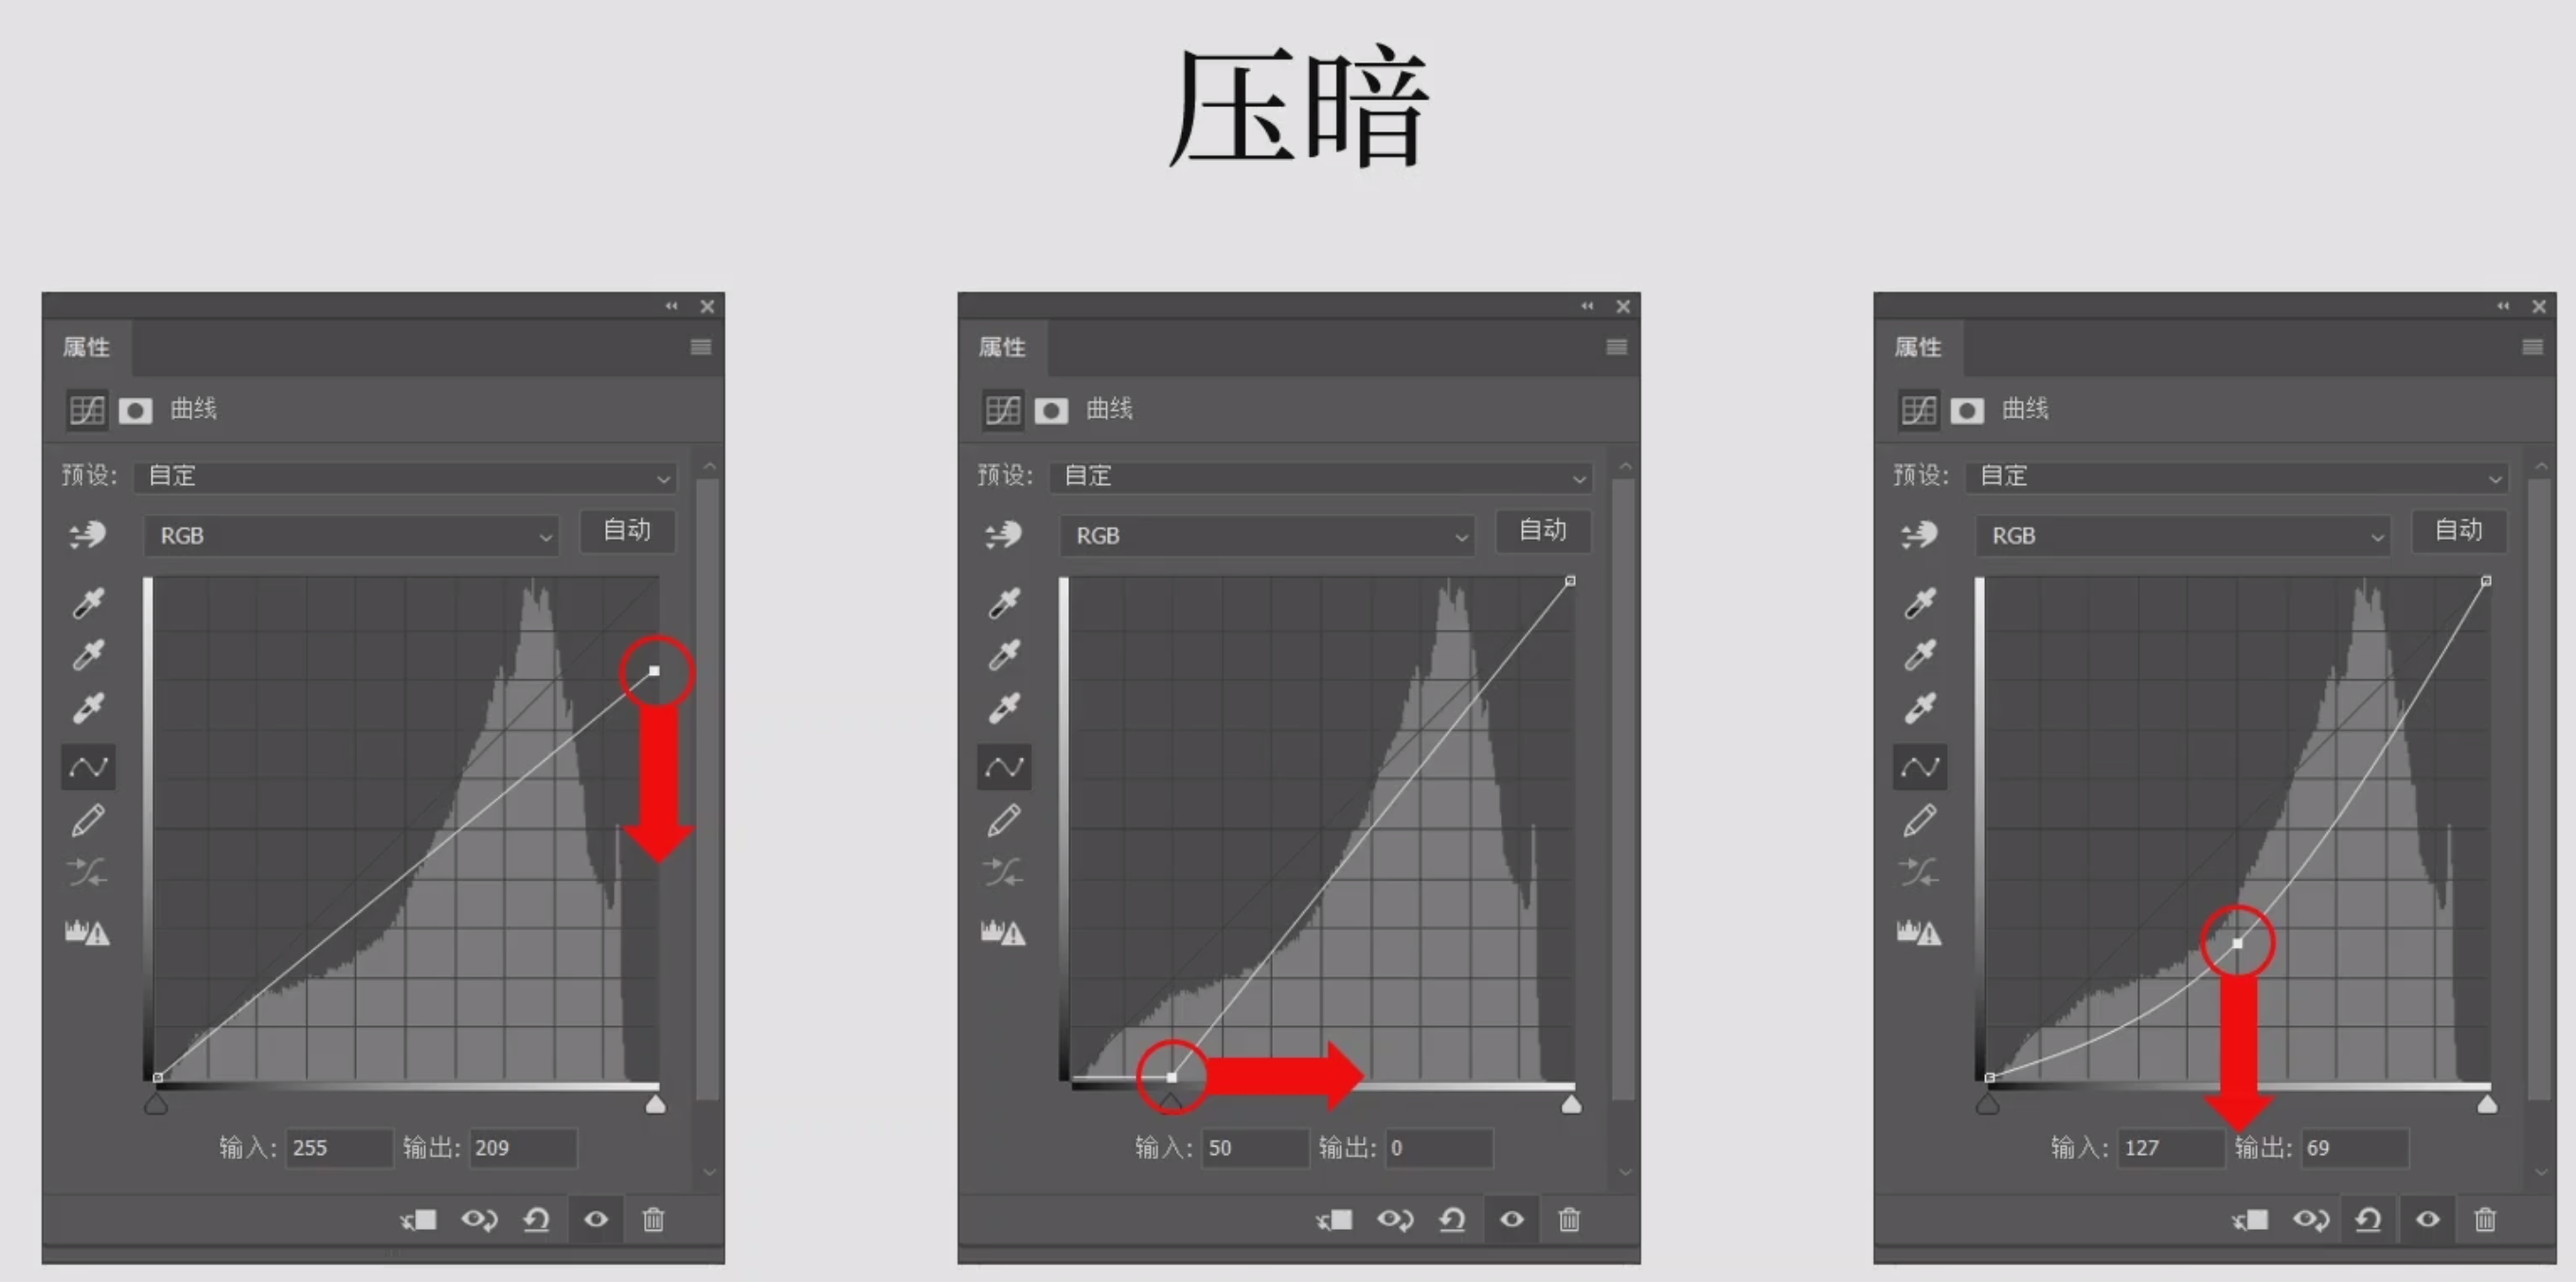 压暗
属性
曲线
预设: 自定
RGB 自动
输入: 255 输出: 209
属性
曲线
预设: 自定
RGB 自动
输入: 50 输出: 0
属性
曲线
预设: 自定
RGB 自动
输入: 127 输出: 69